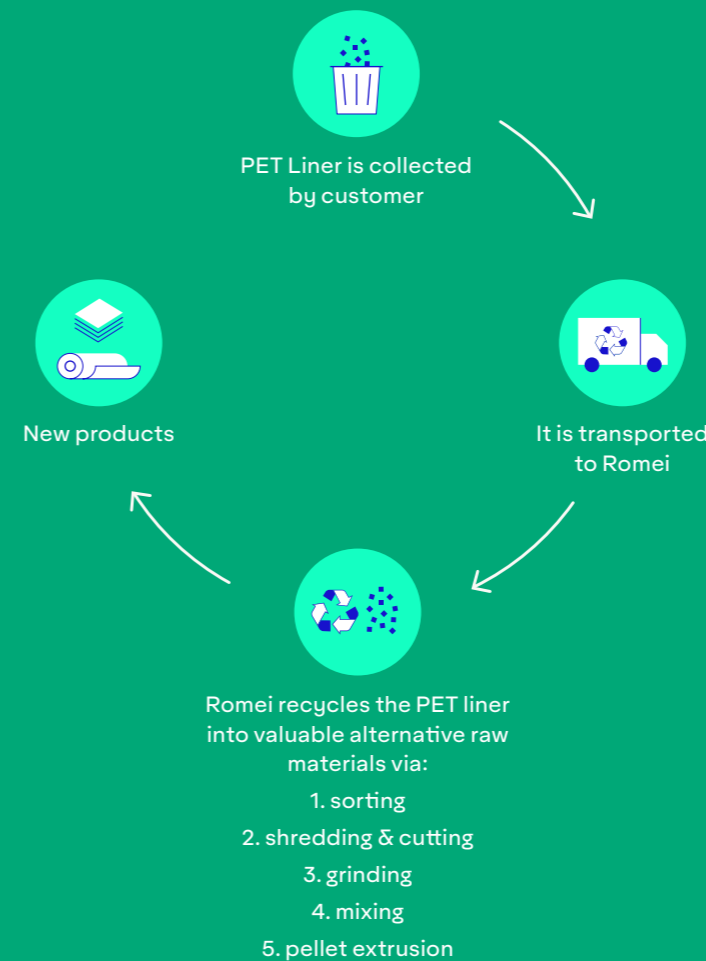 PET Liner is collected
by customer
It is transported
to Romei
Romei recycles the PET liner
into valuable alternative raw
materials via:
1. sorting
2. shredding & cutting
3. grinding
4. mixing
5. pellet extrusion
New products